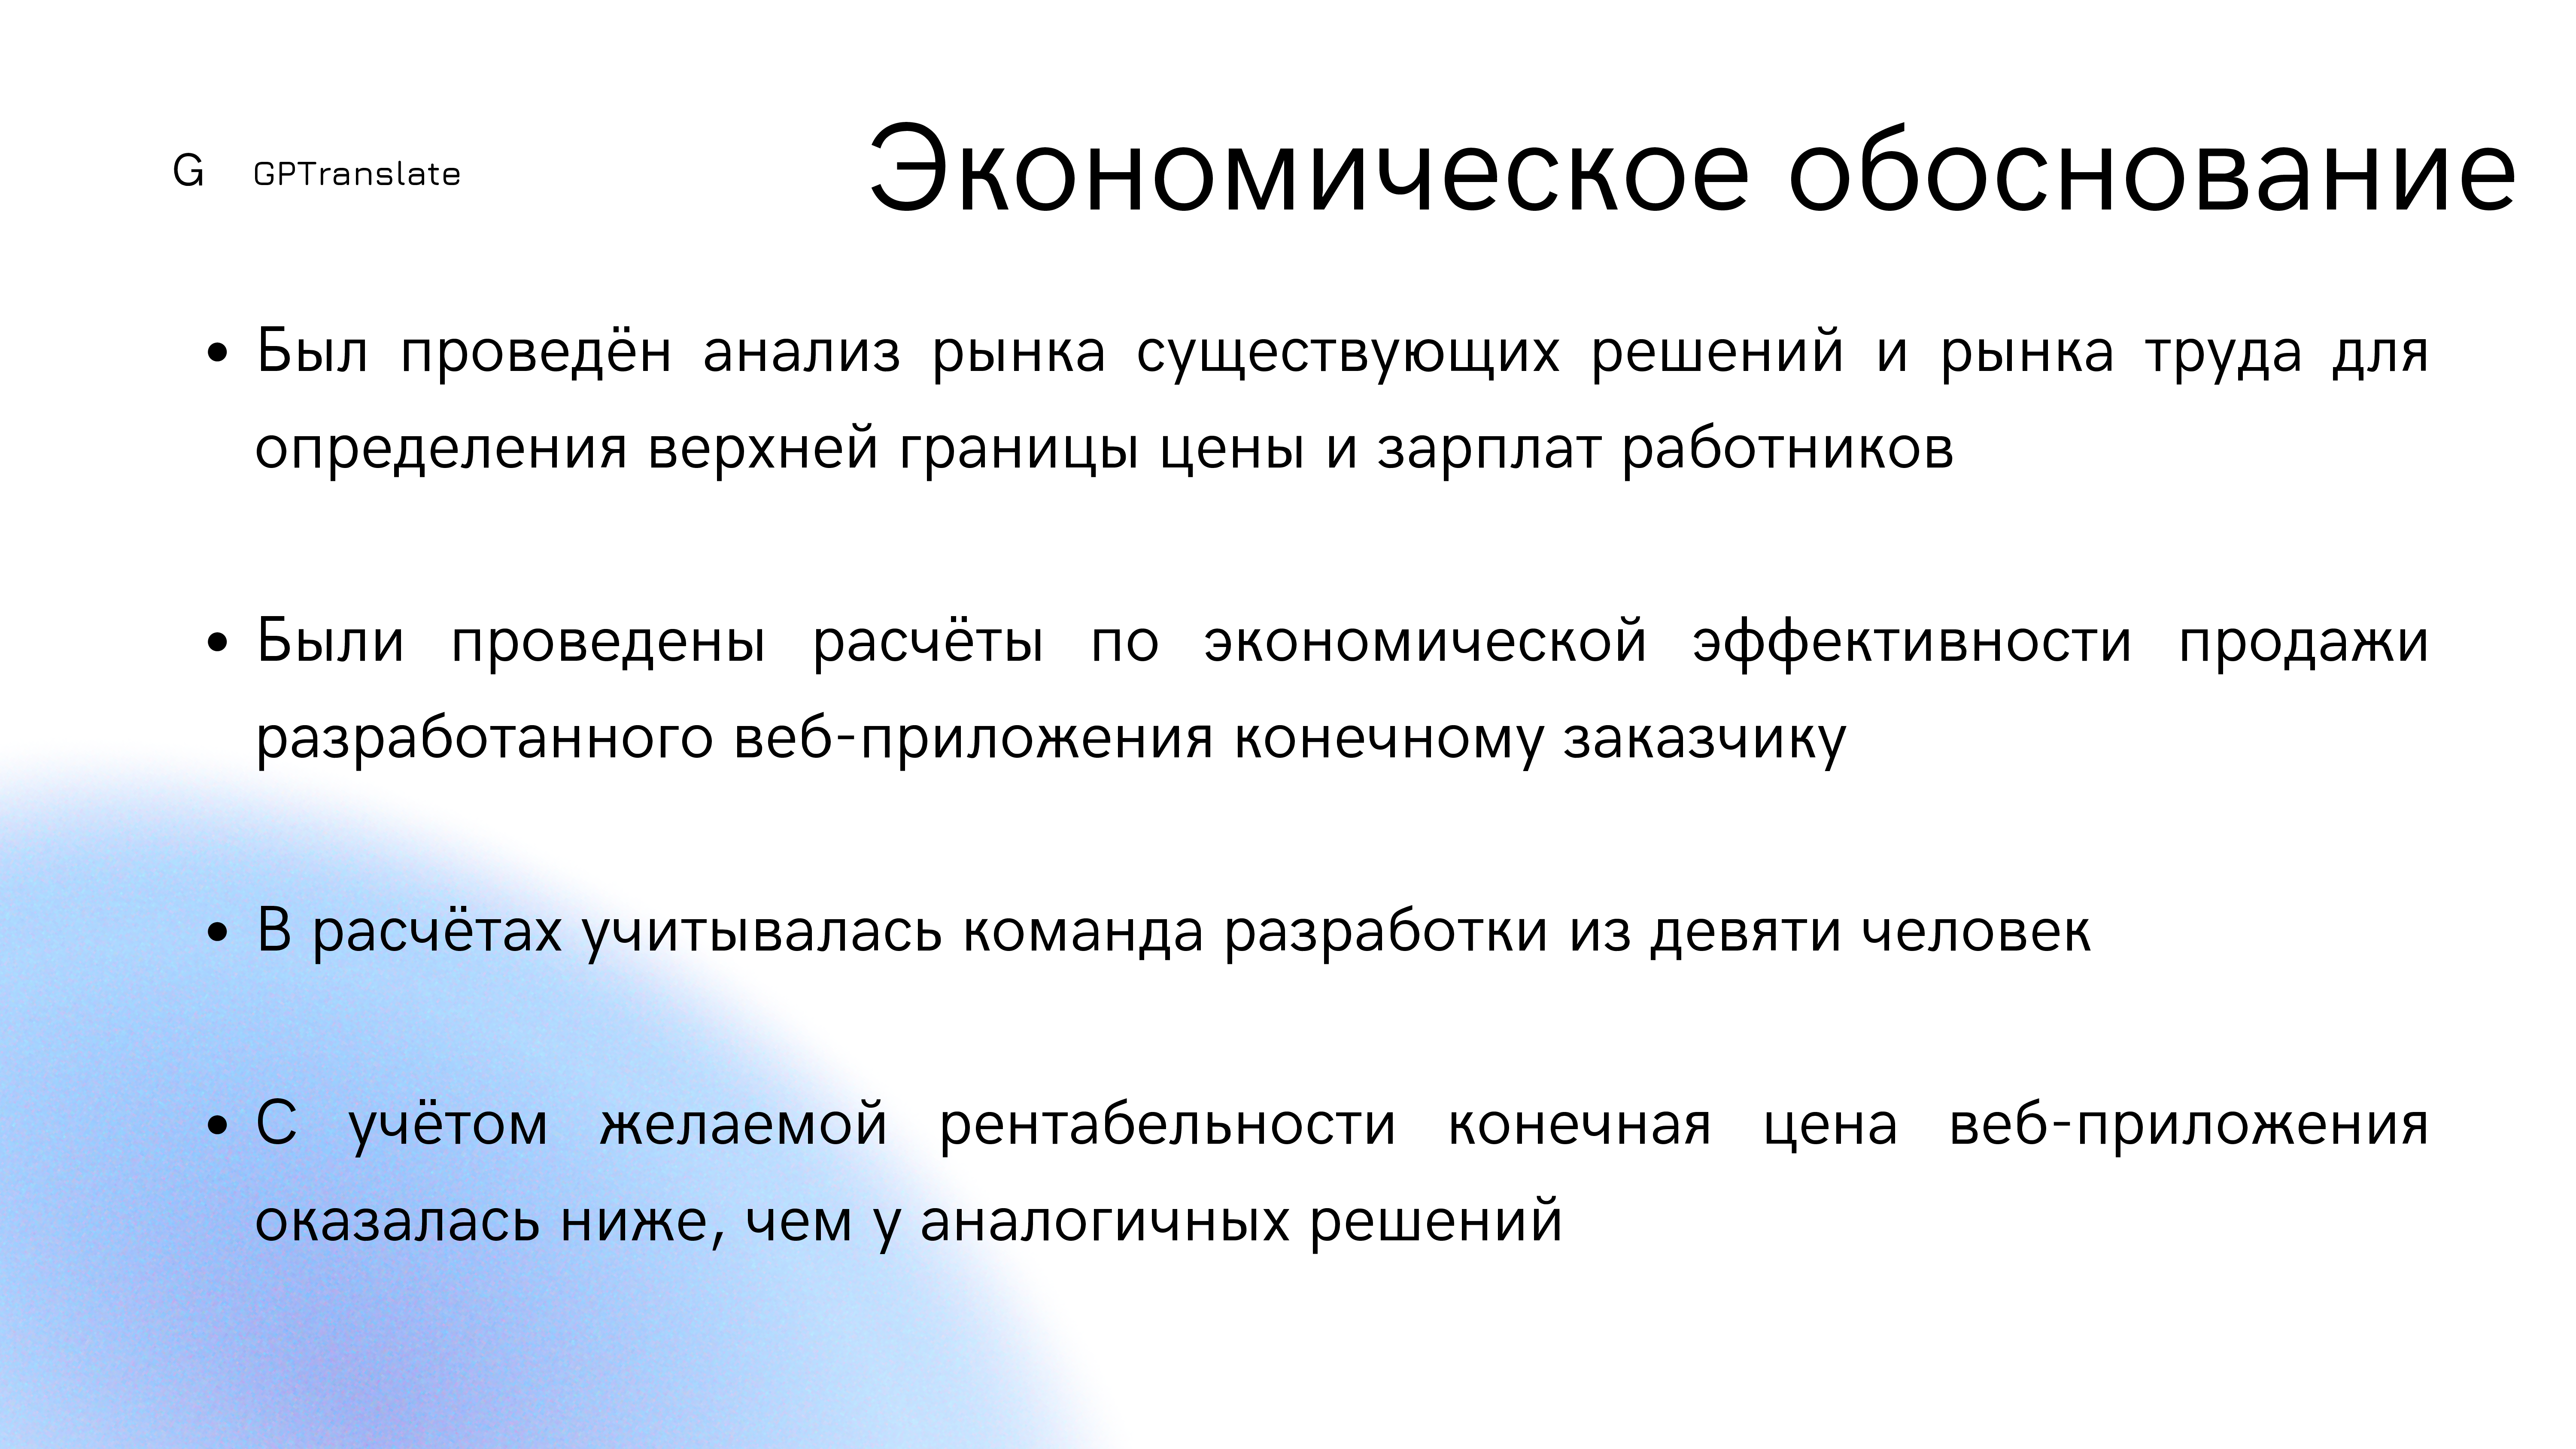 G GPTranslate
Экономическое обоснование
• Был проведён анализ рынка существующих решений и рынка труда для
определения верхней границы цены и зарплат работников
• Были проведены расчёты по экономической эффективности продажи
разработанного веб-приложения конечному заказчику
• В расчётах учитывалась команда разработки из девяти человек
• С учётом желаемой рентабельности конечная цена веб-приложения
оказалась ниже, чем у аналогичных решений